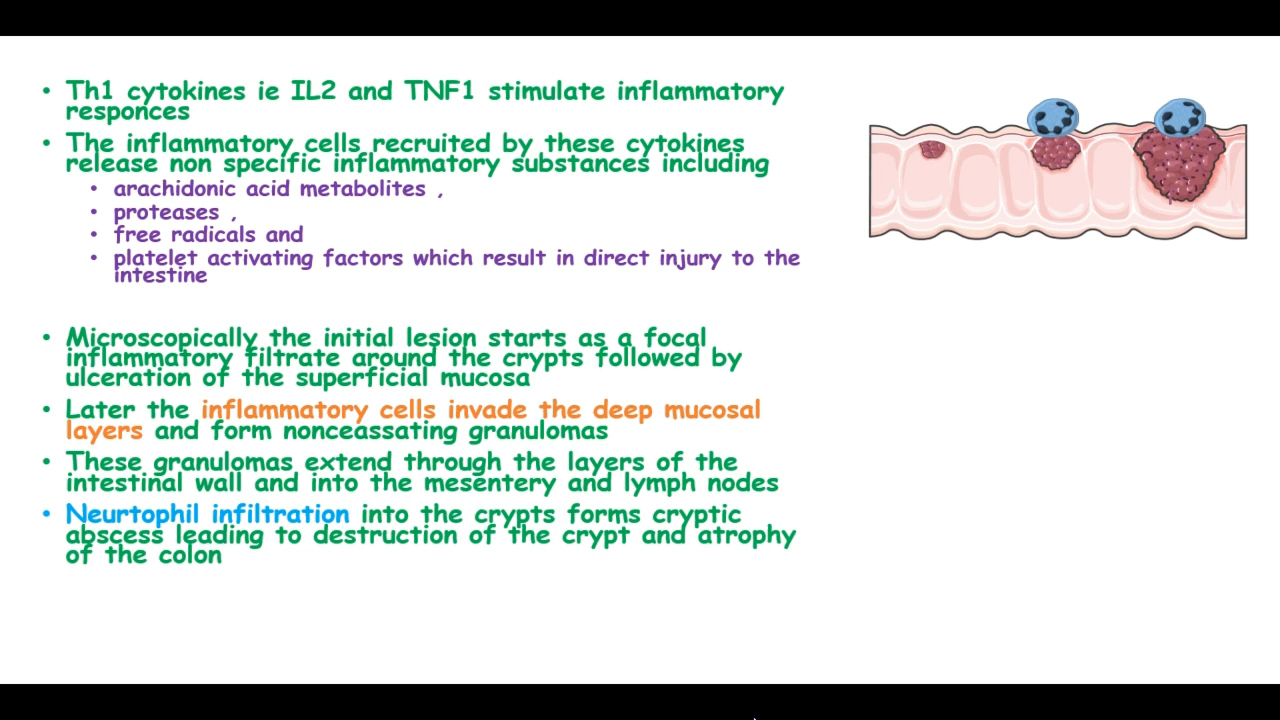 • Th1 cytokines ie IL2 and TNF1 stimulate inflammatory
responces
• The inflammatory cells recruited by these cytokines
release non specific inflammatory substances including
• arachidonic acid metabolites ,
• proteases ,
• free radicals and
• platelet activating factors which result in direct injury to the
intestine
• Microscopically the initial lesion starts as a focal
inflammatory filtrate around the crypts followed by
ulceration of the superficial mucosa
• Later the inflammatory cells invade the deep mucosal
layers and form nonceassating granulomas
• These granulomas extend through the layers of the
intestinal wall and into the mesentery and lymph nodes
• Neurtophil infiltration into the crypts forms cryptic
abscess leading to destruction of the crypt and atrophy
of the colon